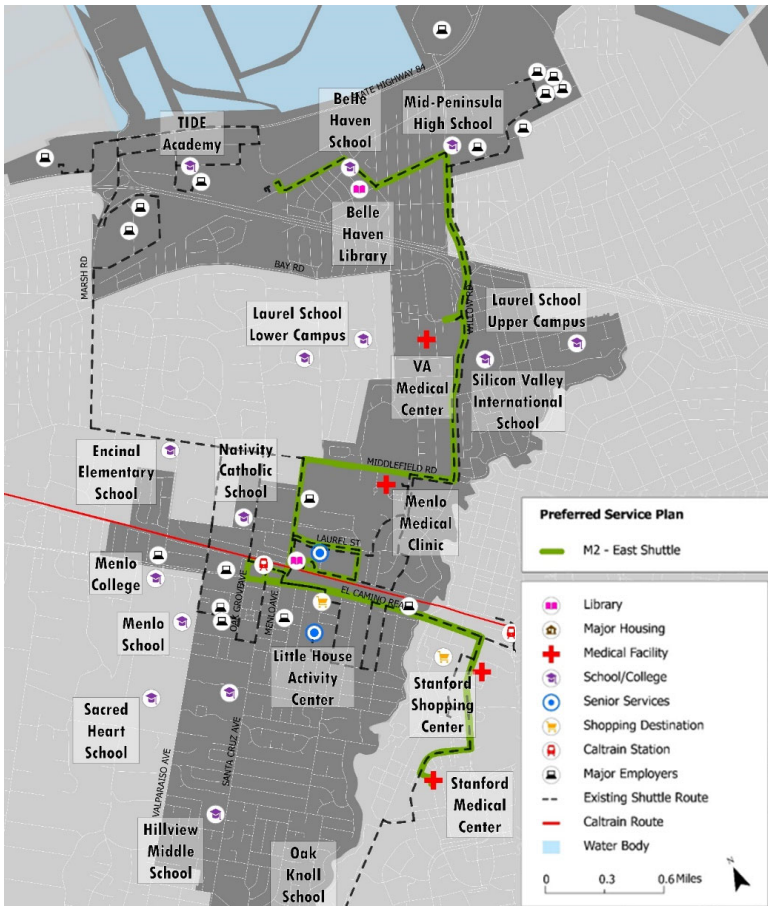 STATE HIGHWAY 84
Belle
Haven
School
Mid-Peninsula
High School
TIDE
Academy
Belle
Haven
Library
MARSH RD
BAY RD
WILLOW RD
Laurel School
Lower Campus
Laurel School
Upper Campus
VA
Medical
Center
Silicon Valley
International
School
Encinal
Elementary
School
Nativity
Catholic
School
MIDDLEFIELD RD
Menlo
Medical
Clinic
LAUREL ST
Menlo
College
OAK GROVE AVE
MENLO AVE
EL CAMINO REAL
Menlo
School
Little House
Activity
Center
Stanford
Shopping
Center
Sacred
Heart
School
SANTA CRUZ AVE
VALPARAISO AVE
Stanford
Medical
Center
Hillview
Middle
School
Oak
Knoll
School
Preferred Service Plan
M2 - East Shuttle
Library
Major Housing
Medical Facility
School/College
Senior Services
Shopping Destination
Caltrain Station
Major Employers
Existing Shuttle Route
Caltrain Route
Water Body
N
0 0.3 0.6 Miles